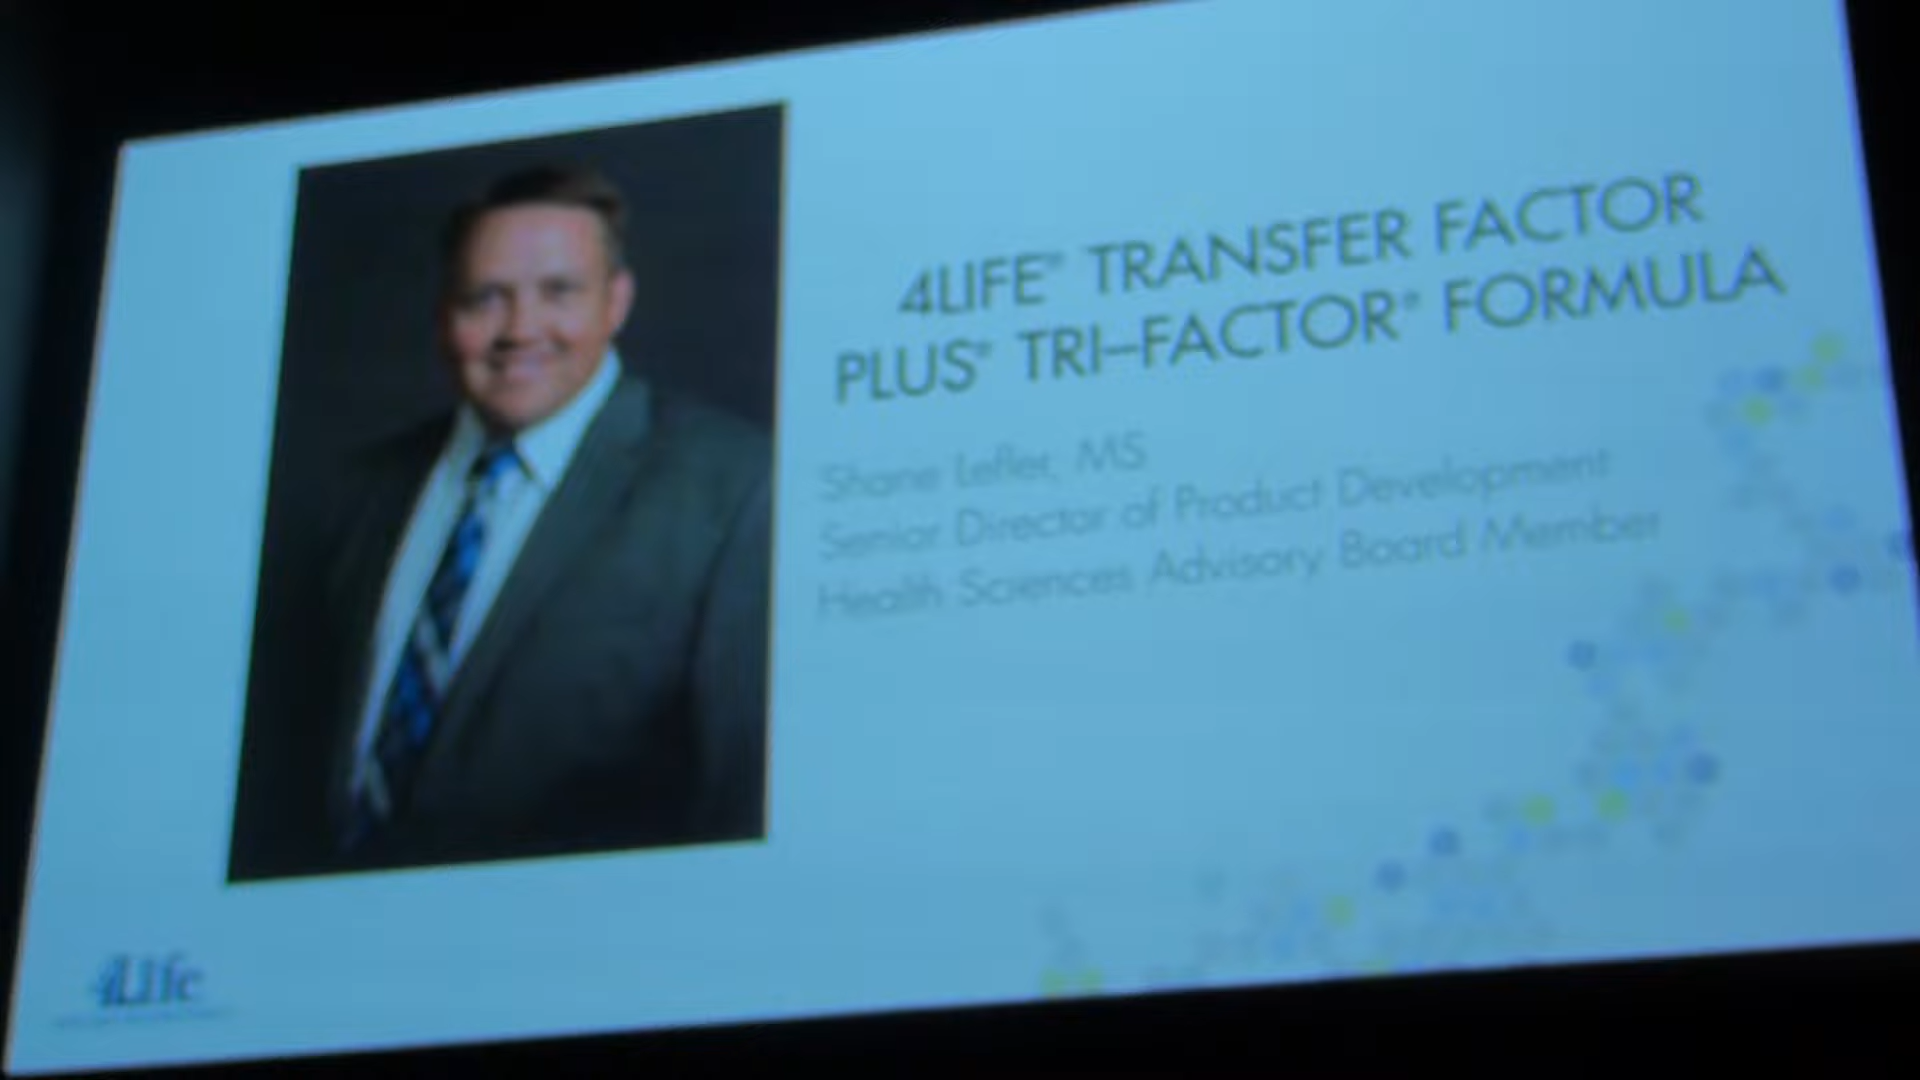 4LIFE® TRANSFER FACTOR
PLUS® TRI–FACTOR® FORMULA
Shane Lefler, MS
Senior Director of Product Development
Health Sciences Advisory Board Member
4Life